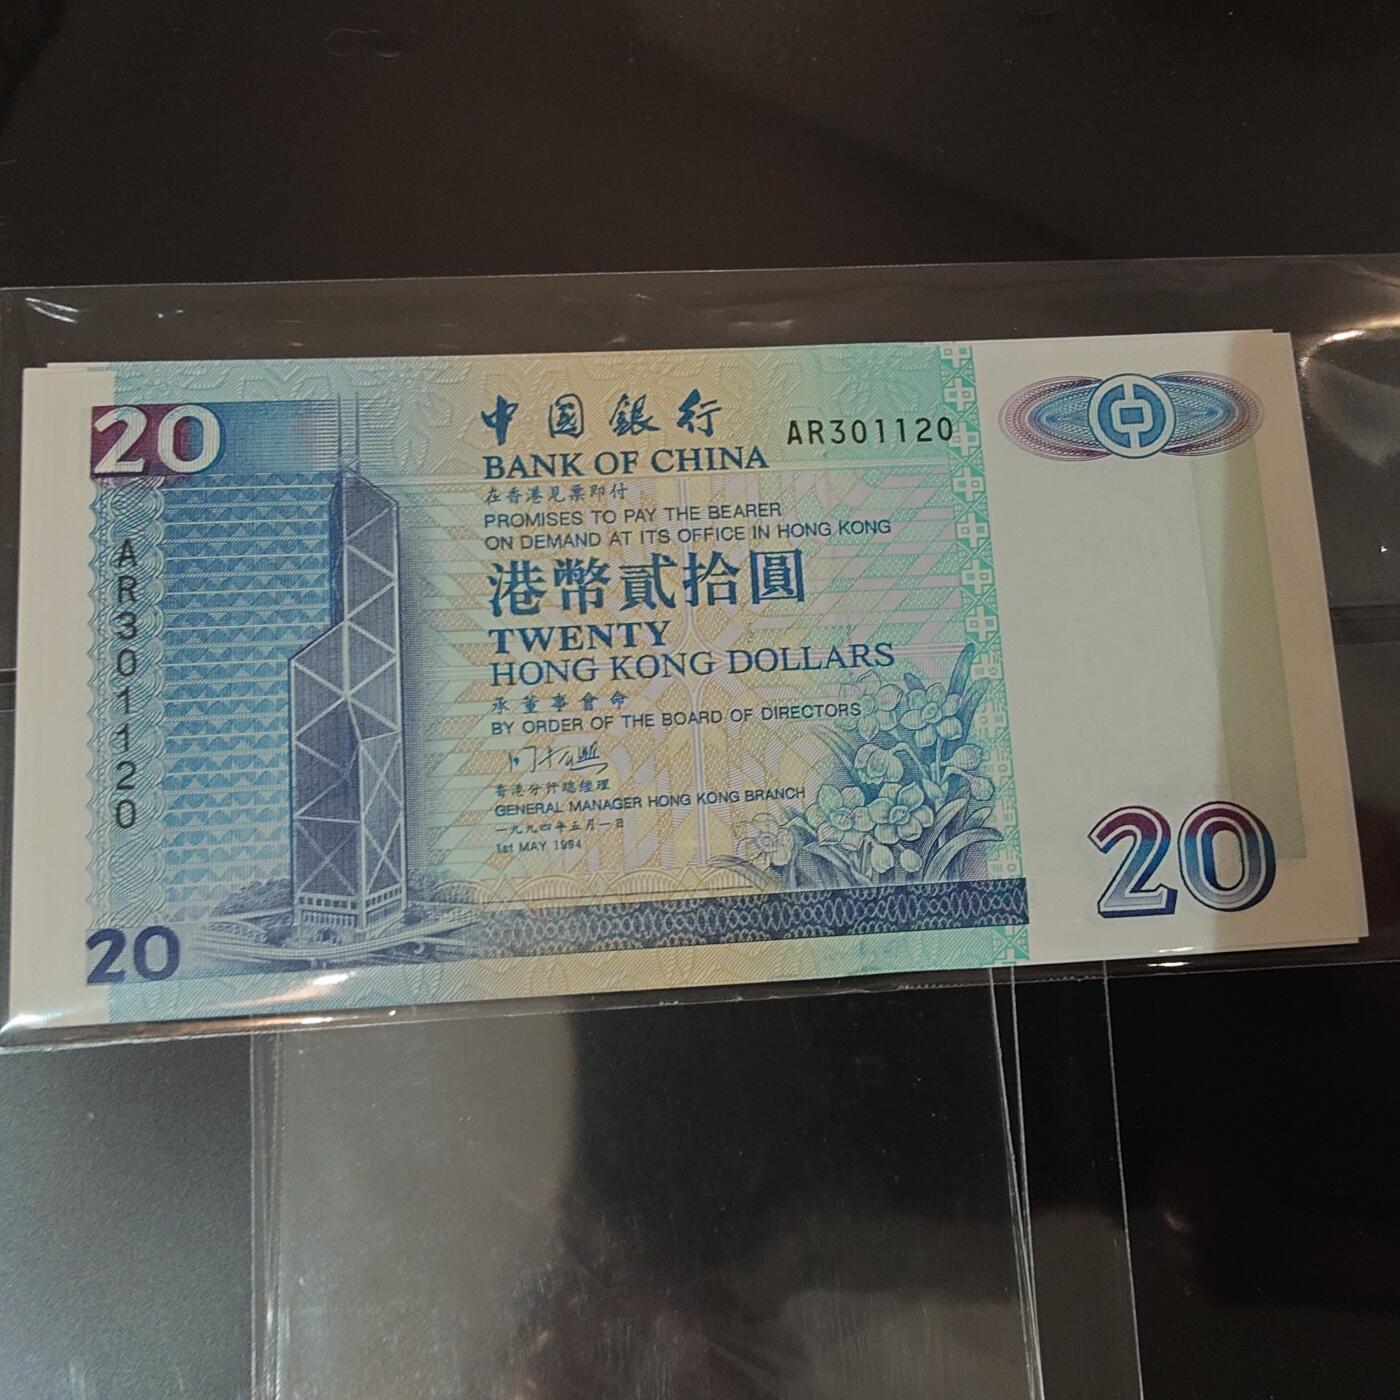 20
中國銀行
AR301120
BANK OF CHINA
在香港見票即付
PROMISES TO PAY THE BEARER
ON DEMAND AT ITS OFFICE IN HONG KONG
港幣貳拾圓
TWENTY
HONG KONG DOLLARS
承董事會命
BY ORDER OF THE BOARD OF DIRECTORS
香港分行總經理
GENERAL MANAGER HONG KONG BRANCH
一九九四年五月一日
1st MAY 1994
AR301120
20
20